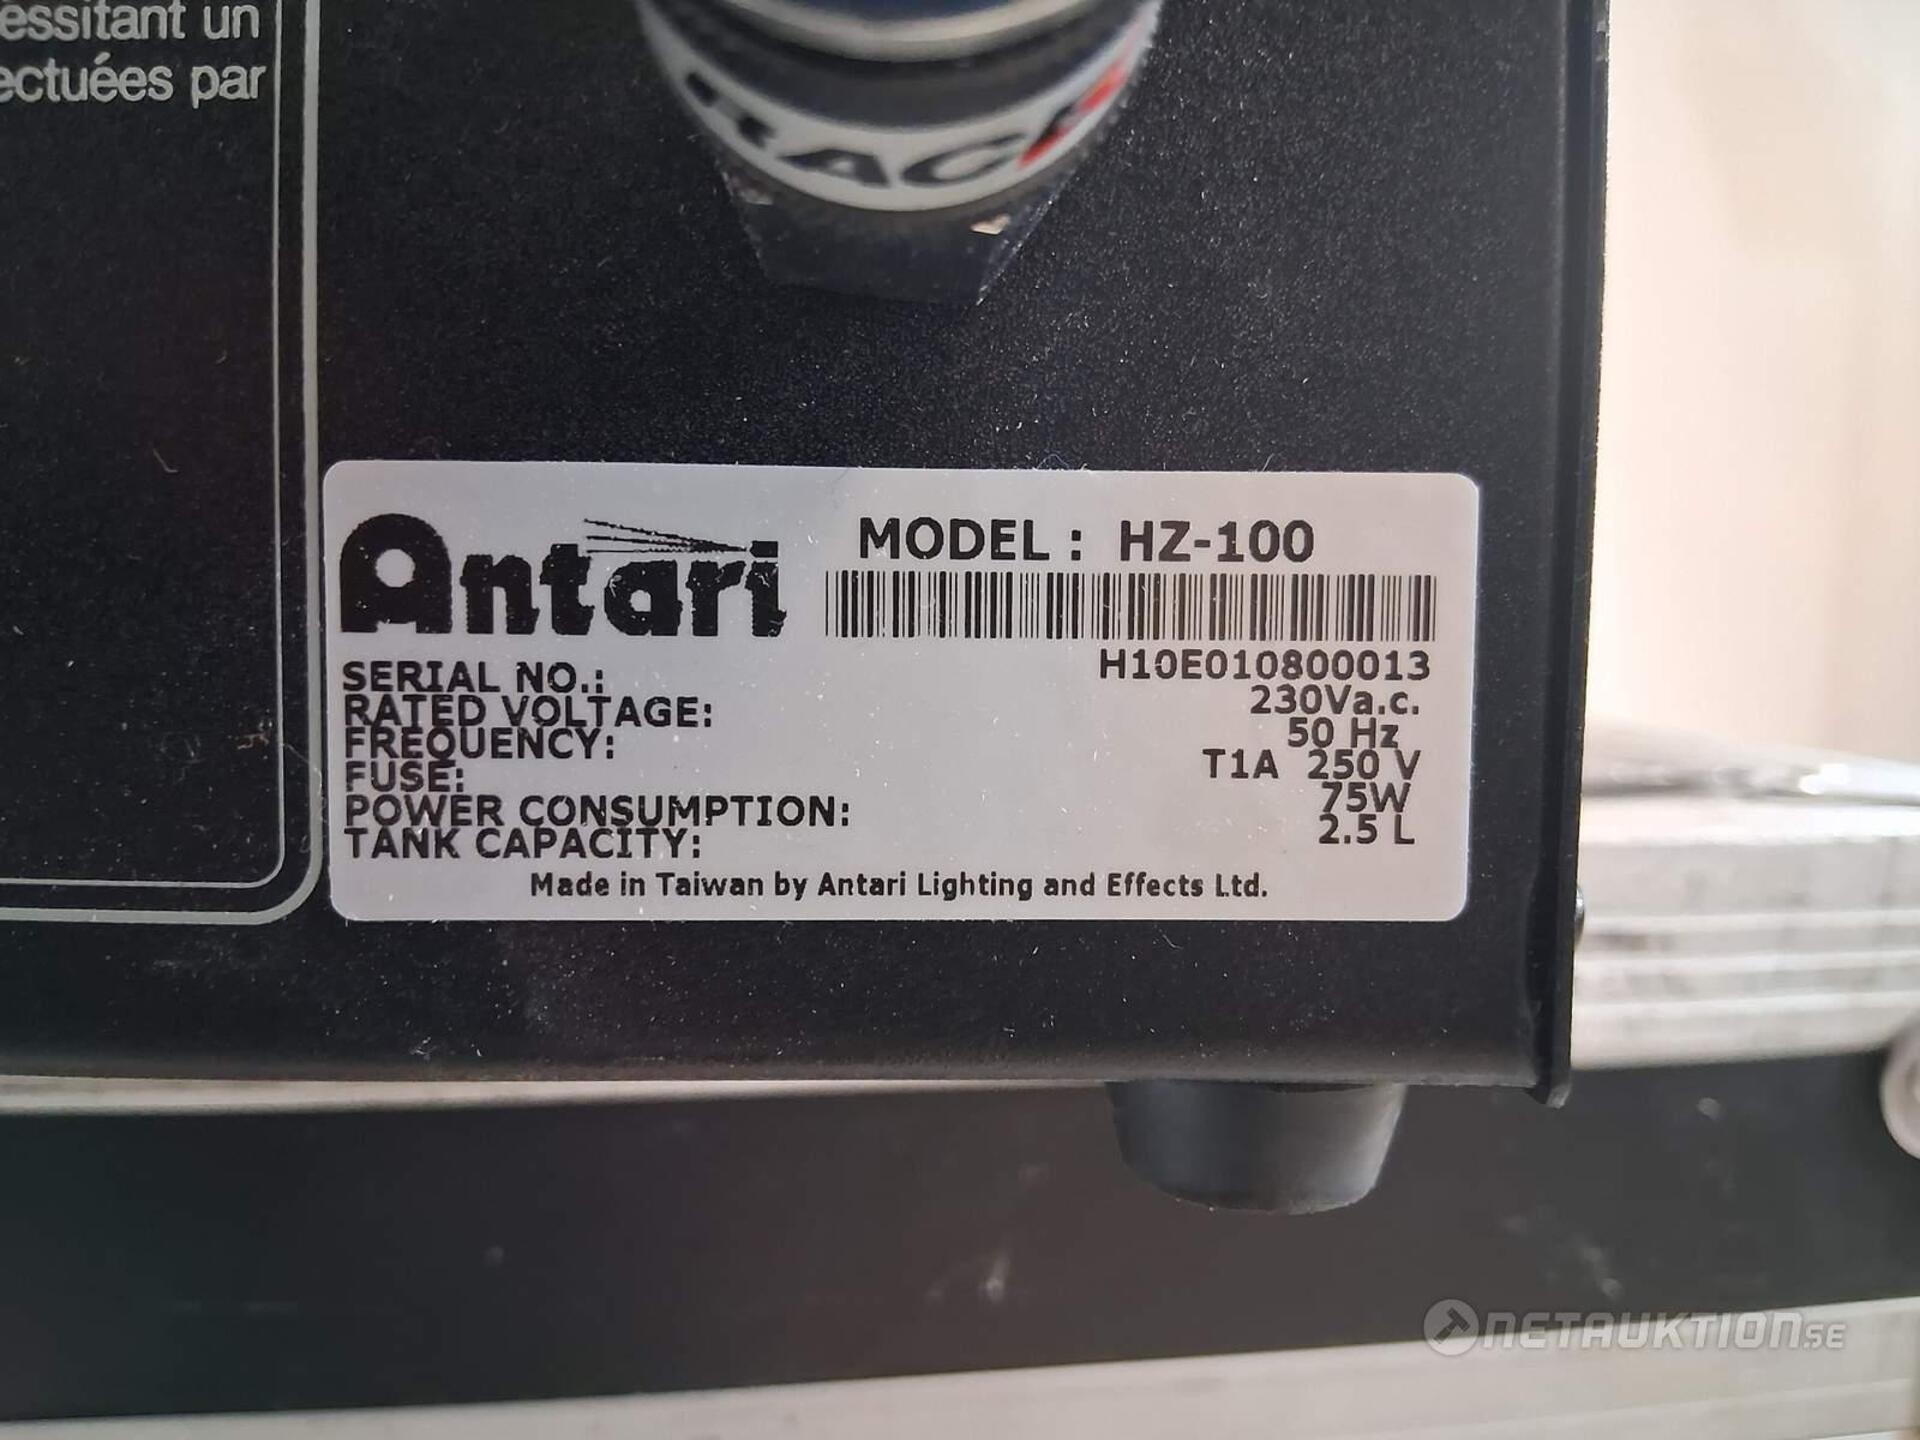 essitant un
ectuées par
Antari
MODEL : HZ-100
SERIAL NO.: H10E010800013
RATED VOLTAGE: 230Va.c.
FREQUENCY: 50 Hz
FUSE: T1A 250 V
POWER CONSUMPTION: 75W
TANK CAPACITY: 2.5 L
Made in Taiwan by Antari Lighting and Effects Ltd.
NETAUKTION.SE